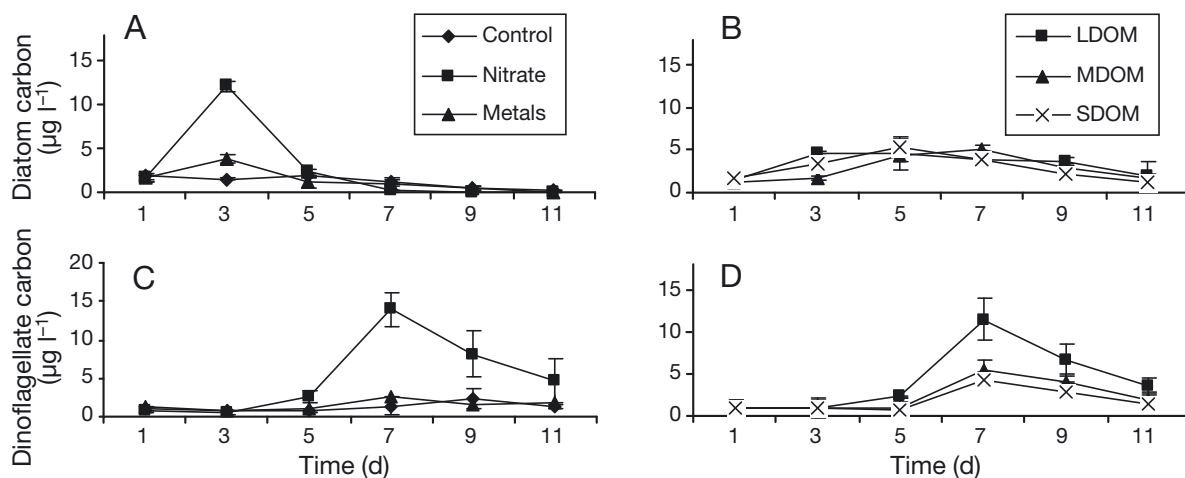 A
Control
Nitrate
Metals
Diatom carbon
(µg l⁻¹)
15
10
5
0
1 3 5 7 9 11
B
LDOM
MDOM
SDOM
15
10
5
0
1 3 5 7 9 11
C
Dinoflagellate carbon
(µg l⁻¹)
20
15
10
5
0
1 3 5 7 9 11
Time (d)
D
15
10
5
0
1 3 5 7 9 11
Time (d)